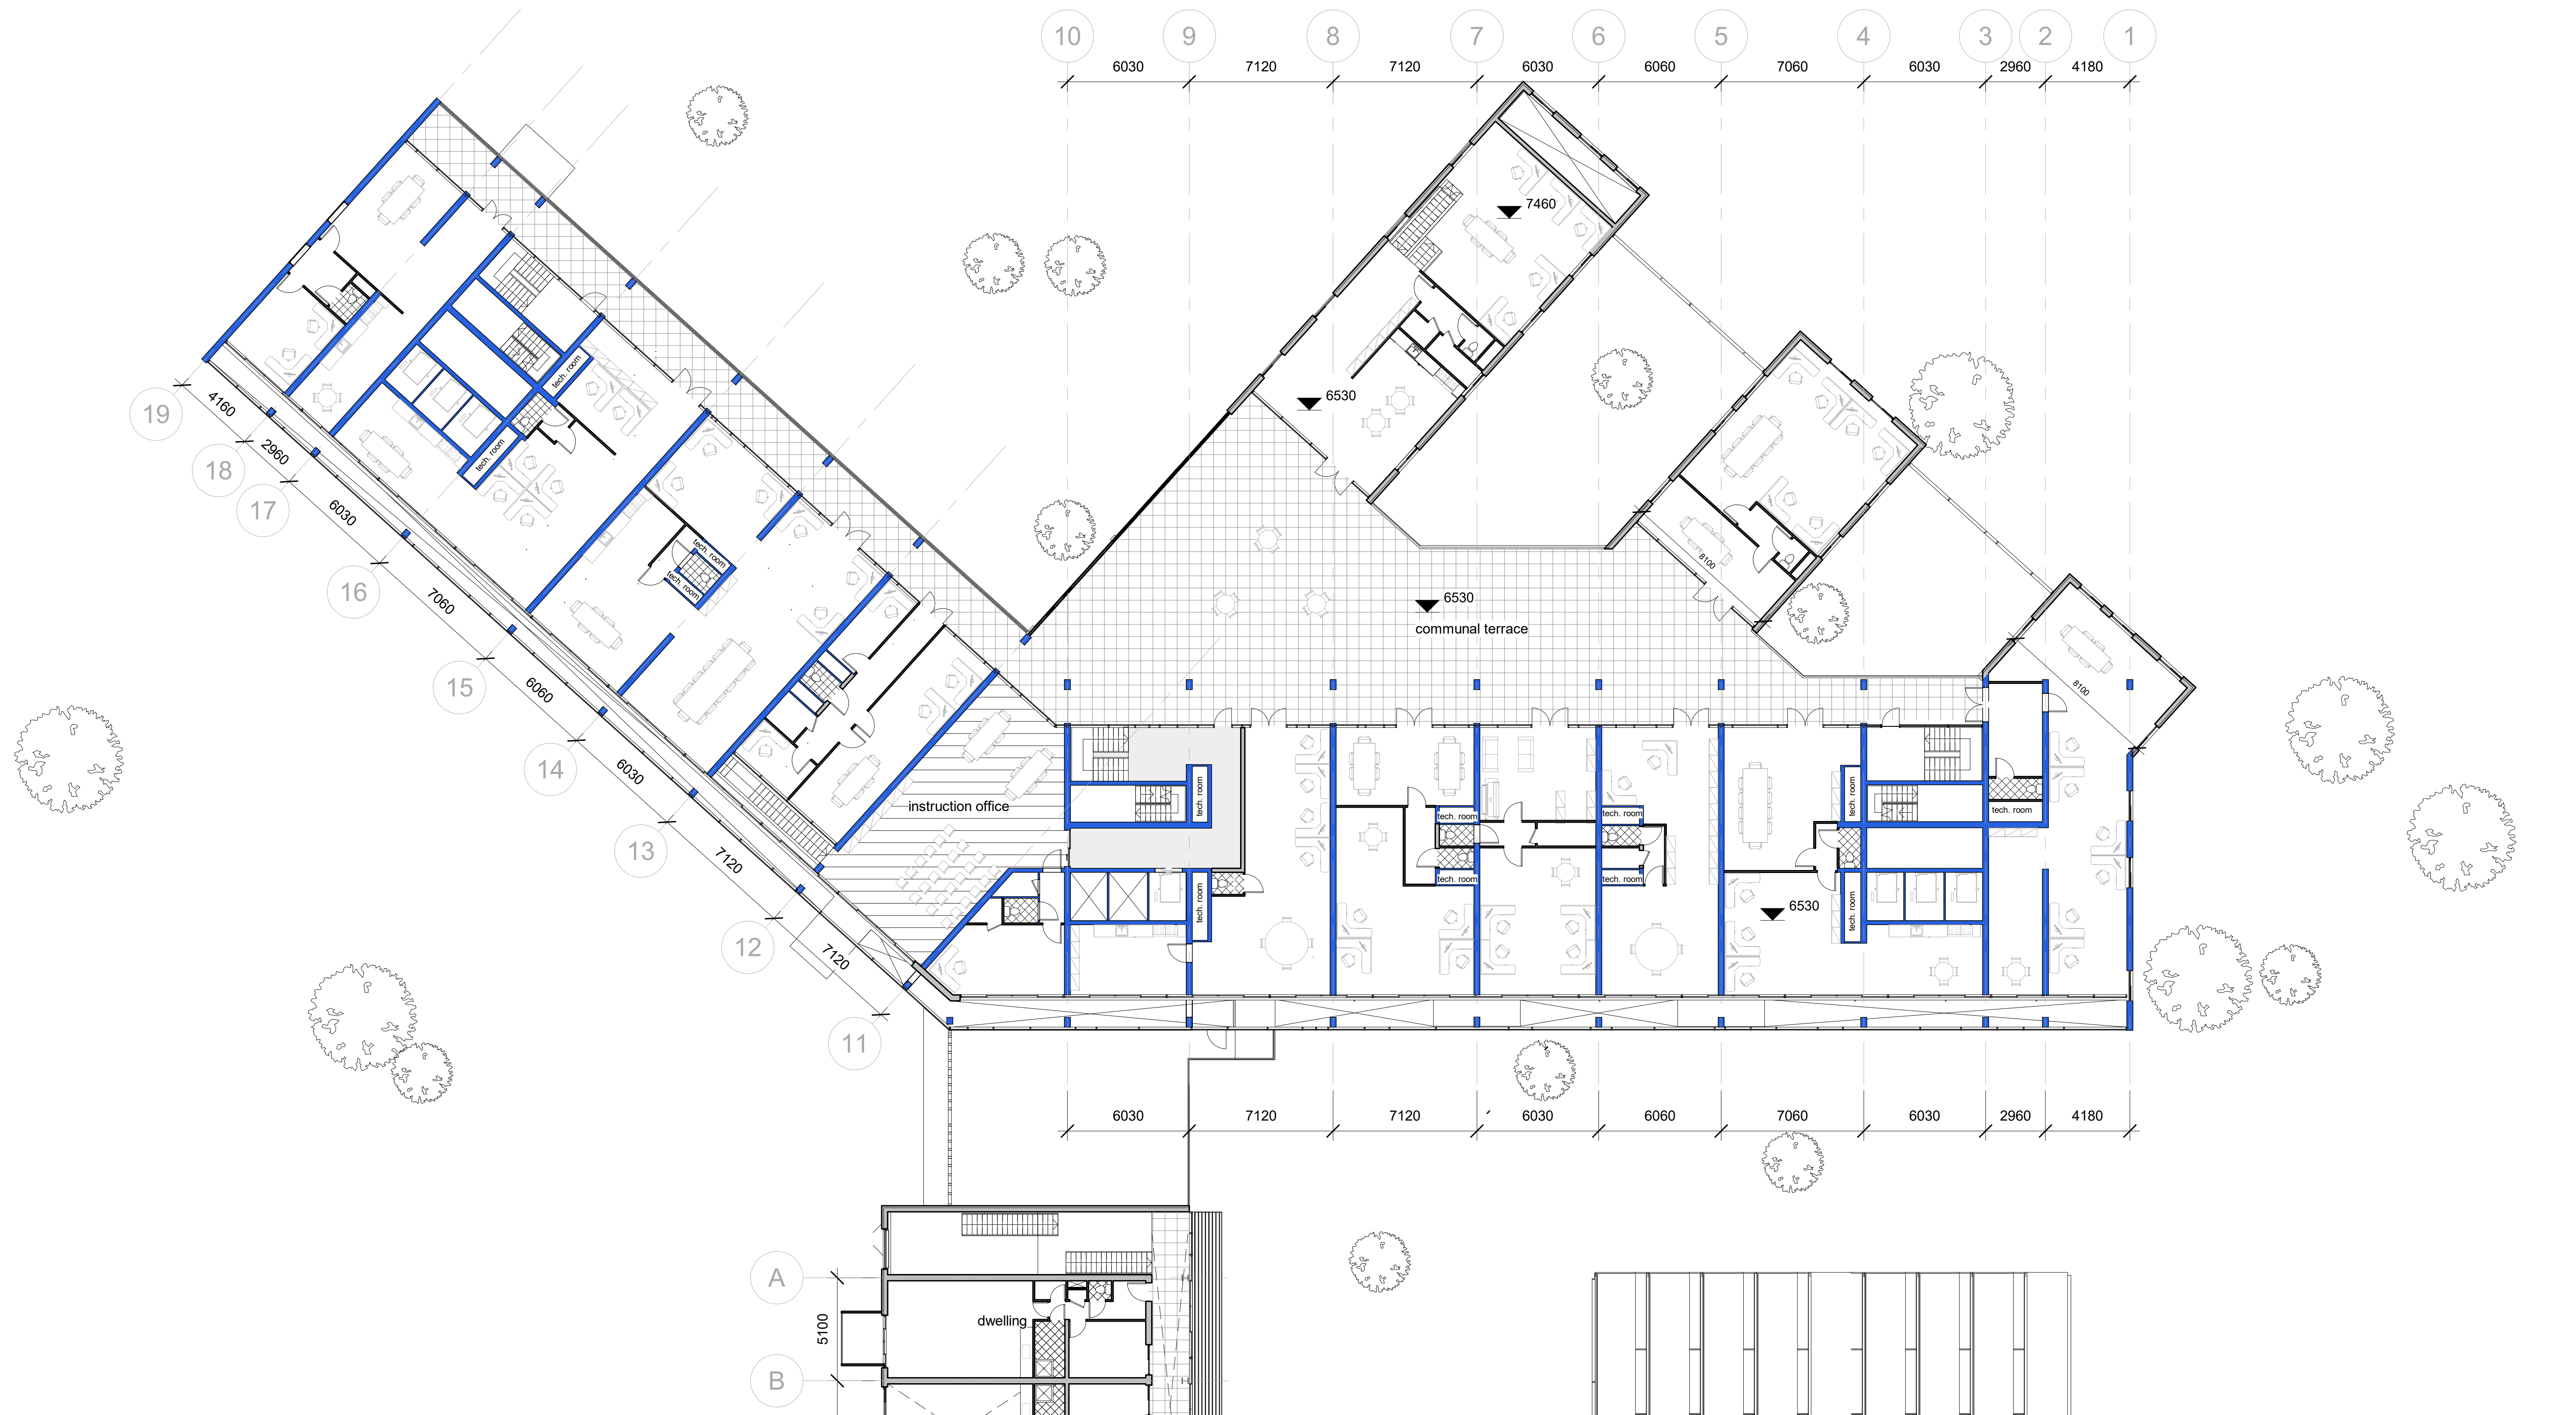 10 9 8 7 6 5 4 3 2 1
6030 7120 7120 6030 6060 7060 6030 2960 4180
7460
6530
6530
communal terrace
8100
8100
tech. room
tech. room
tech. room
tech. room
19
4160
18
2960
17
6030
16
7060
15
6060
14
6030
13
7120
12
7120
11
instruction office
tech. room
tech. room
tech. room
tech. room
tech. room
tech. room
tech. room
tech. room
tech. room
6530
6030 7120 7120 6030 6060 7060 6030 2960 4180
A
5100
dwelling
B